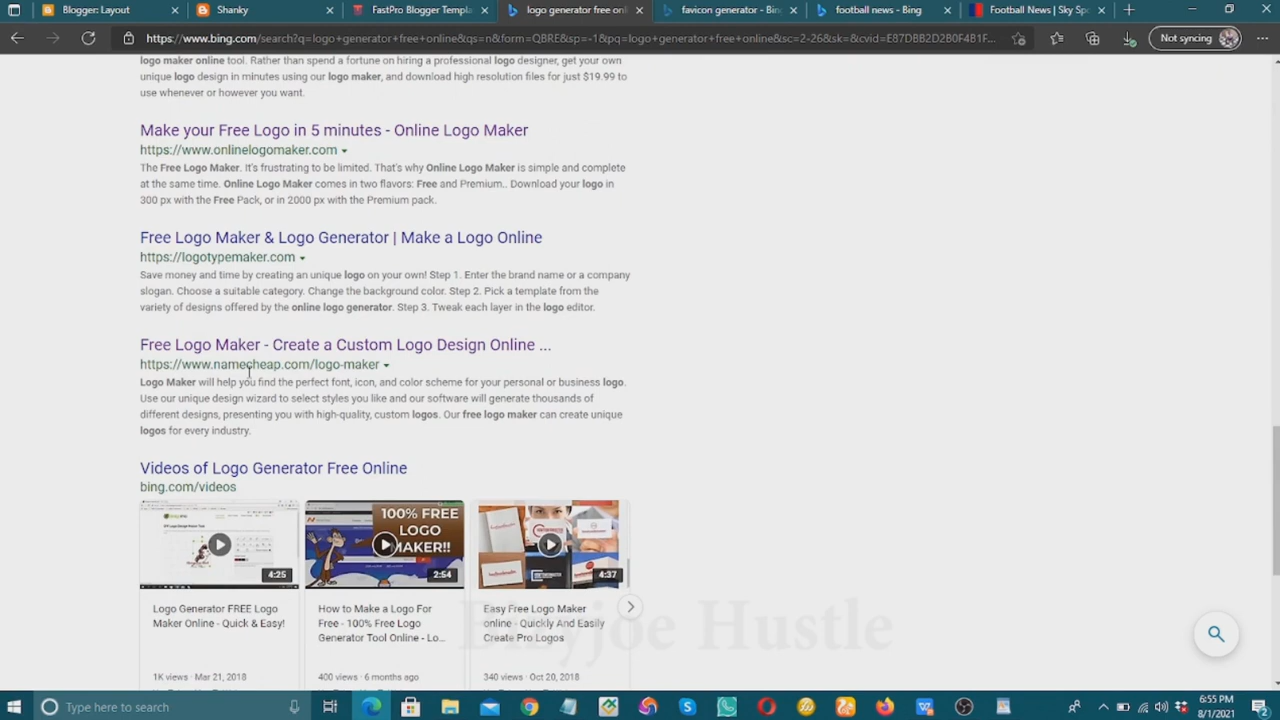 Blogger: Layout
Shanky
FastPro Blogger Templa
logo generator free onl
favicon generator - Bin
football news - Bing
Football News | Sky Spo
https://www.bing.com/search?q=logo+generator+free+online&qs=n&form=QBRE&sp=-1&pq=logo+generator+free+online&sc=2-26&sk=&cvid=E87DBB2D2B0F4B1F...
Not syncing
logo maker online tool. Rather than spend a fortune on hiring a professional logo designer, get your own
unique logo design in minutes using our logo maker, and download high resolution files for just $19.99 to
use whenever or however you want.
Make your Free Logo in 5 minutes - Online Logo Maker
https://www.onlinelogomaker.com
The Free Logo Maker. It's frustrating to be limited. That's why Online Logo Maker is simple and complete
at the same time. Online Logo Maker comes in two flavors: Free and Premium.. Download your logo in
300 px with the Free Pack, or in 2000 px with the Premium pack.
Free Logo Maker & Logo Generator | Make a Logo Online
https://logotypemaker.com
Save money and time by creating an unique logo on your own! Step 1. Enter the brand name or a company
slogan. Choose a suitable category. Change the background color. Step 2. Pick a template from the
variety of designs offered by the online logo generator. Step 3. Tweak each layer in the logo editor.
Free Logo Maker - Create a Custom Logo Design Online ...
https://www.namecheap.com/logo-maker
Logo Maker will help you find the perfect font, icon, and color scheme for your personal or business logo.
Use our unique design wizard to select styles you like and our software will generate thousands of
different designs, presenting you with high-quality, custom logos. Our free logo maker can create unique
logos for every industry.
Videos of Logo Generator Free Online
bing.com/videos
100% FREE
LOGO
MAKER!!
4:25
2:54
4:37
Logo Generator FREE Logo
Maker Online - Quick & Easy!
How to Make a Logo For
Free - 100% Free Logo
Generator Tool Online - Lo...
Easy Free Logo Maker
online - Quickly And Easily
Create Pro Logos
Hustle
1K views · Mar 21, 2018
400 views · 6 months ago
340 views · Oct 20, 2018
Type here to search
6:55 PM
8/1/2021